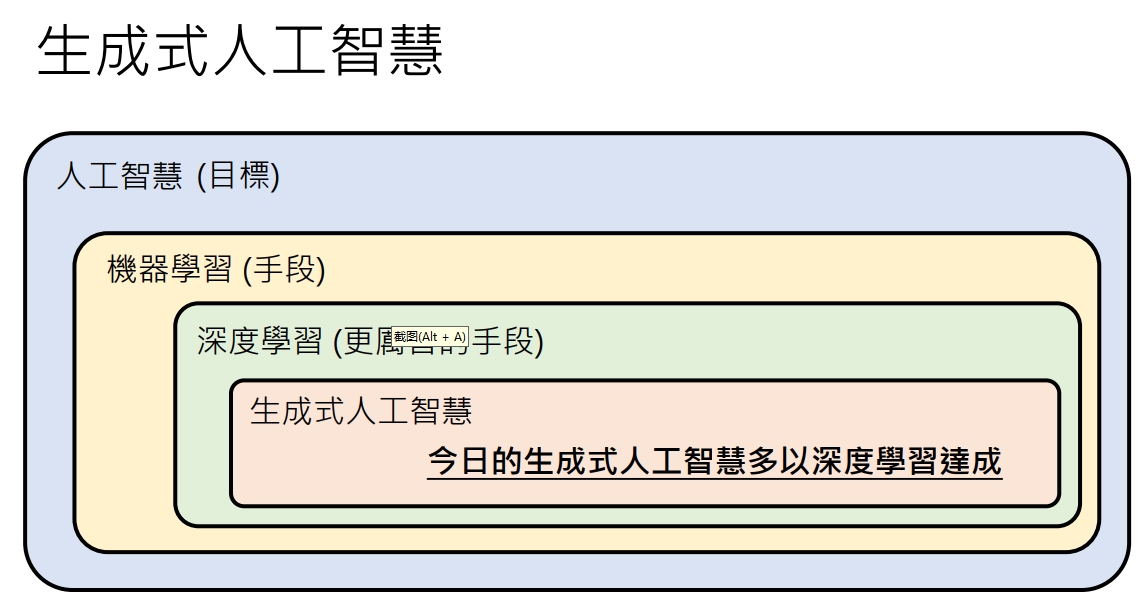 生成式人工智慧
人工智慧 (目標)
機器學習 (手段)
深度學習 (更厲害的手段)
截图(Alt + A)
生成式人工智慧
今日的生成式人工智慧多以深度學習達成